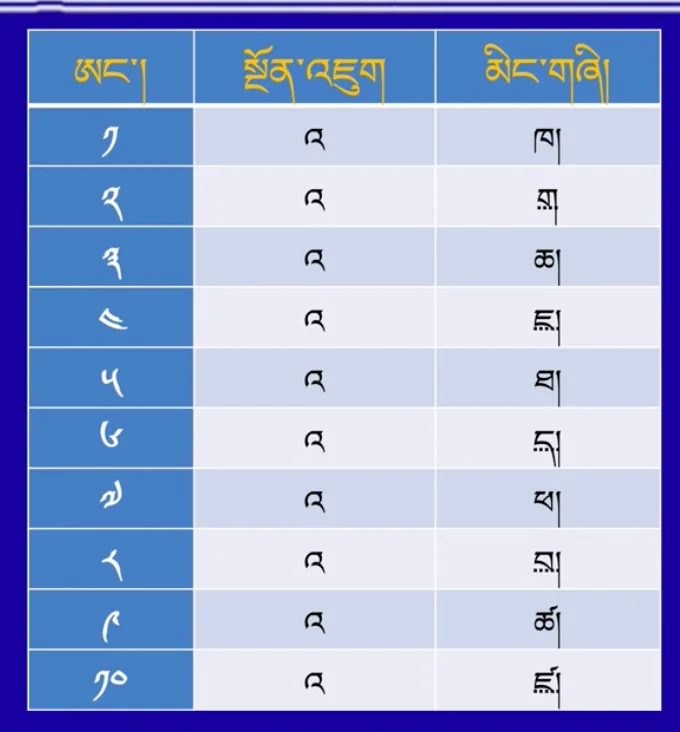 ཨང་། སྔོན་འཇུག མིང་གཞི།
༡ འ ཁ།
༢ འ ག།
༣ འ ཆ།
༤ འ ཇ།
༥ འ ཐ།
༦ འ ད།
༧ འ ཕ།
༨ འ བ།
༩ འ ཚ།
༡༠ འ ཛ།